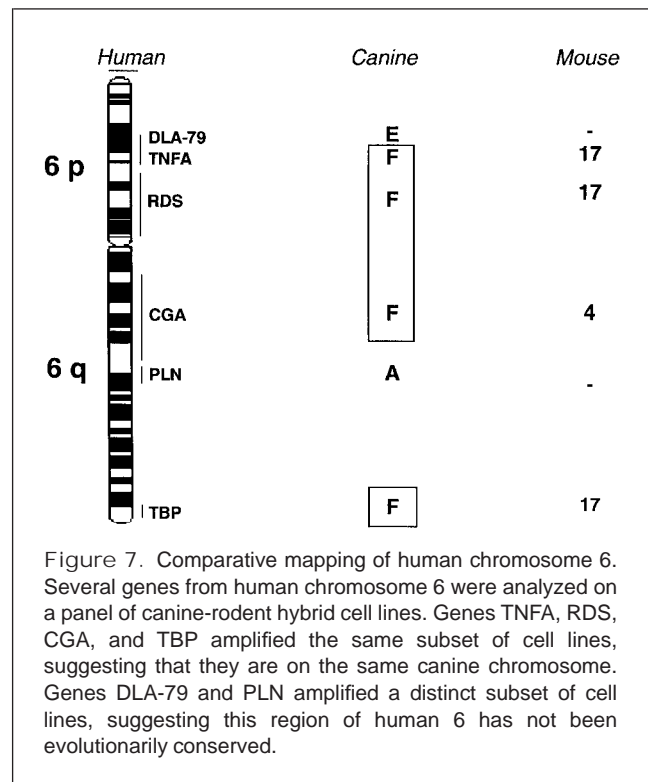 Human Canine Mouse
DLA-79 E -
TNFA F 17
6 p
RDS F 17
CGA F 4
6 q
PLN A -
TBP F 17
Figure 7. Comparative mapping of human chromosome 6.
Several genes from human chromosome 6 were analyzed on
a panel of canine-rodent hybrid cell lines. Genes TNFA, RDS,
CGA, and TBP amplified the same subset of cell lines,
suggesting that they are on the same canine chromosome.
Genes DLA-79 and PLN amplified a distinct subset of cell
lines, suggesting this region of human 6 has not been
evolutionarily conserved.